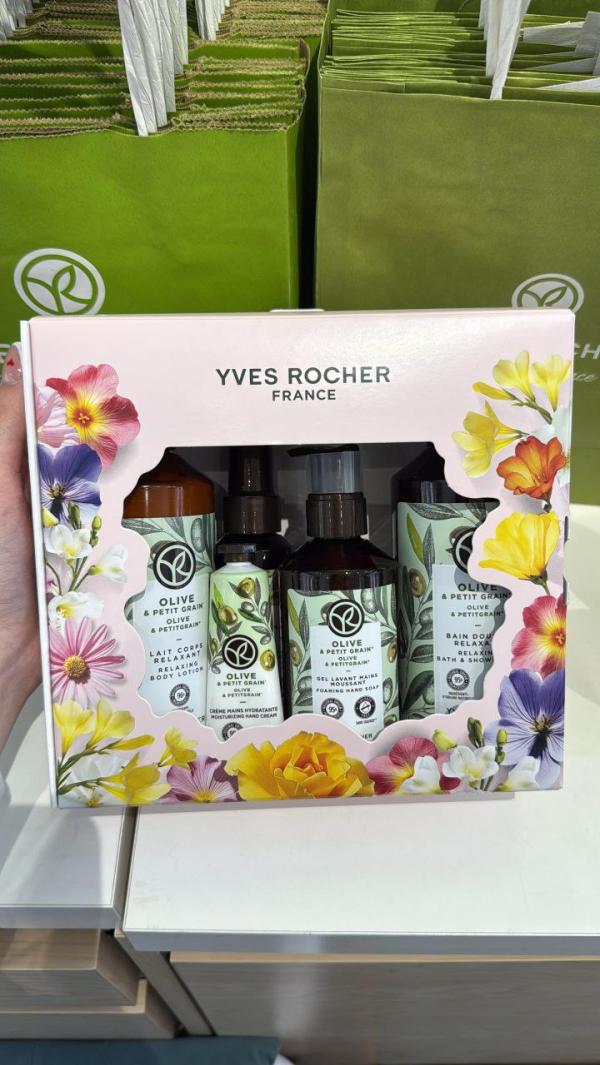 YVES ROCHER
FRANCE
OLIVE
& PETIT GRAIN
OLIVE
& PETITGRAIN*
LAIT CORPS
RELAXANT
RELAXING
BODY LOTION
OLIVE
& PETIT GRAIN*
OLIVE
& PETITGRAIN*
CRÈME MAINS HYDRATANTE
MOISTURIZING HAND CREAM
OLIVE
& PETIT GRAIN*
OLIVE
& PETITGRAIN*
GEL LAVANT MAINS
MOUSSANT
FOAMING HAND SOAP
95%
OLIVE
& PETIT GRAIN
OLIVE
& PETITGRAIN*
BAIN DOU
RELAXA
RELAXIN
BATH & SHOW
95%